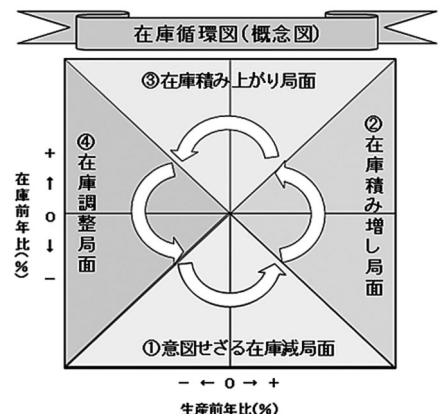 在庫循環図(概念図)
③在庫積み上がり局面
②在庫積み増し局面
④在庫調整局面
①意図せざる在庫減局面
+ ↑ 0 ↓ −
在庫前年比(%)
− ← 0 → +
生産前年比(%)